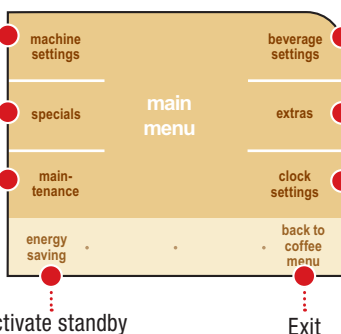 machine
settings
beverage
settings
main
menu
specials
extras
main-
tenance
clock
settings
energy
saving
back to
coffee
menu
standby
Exit